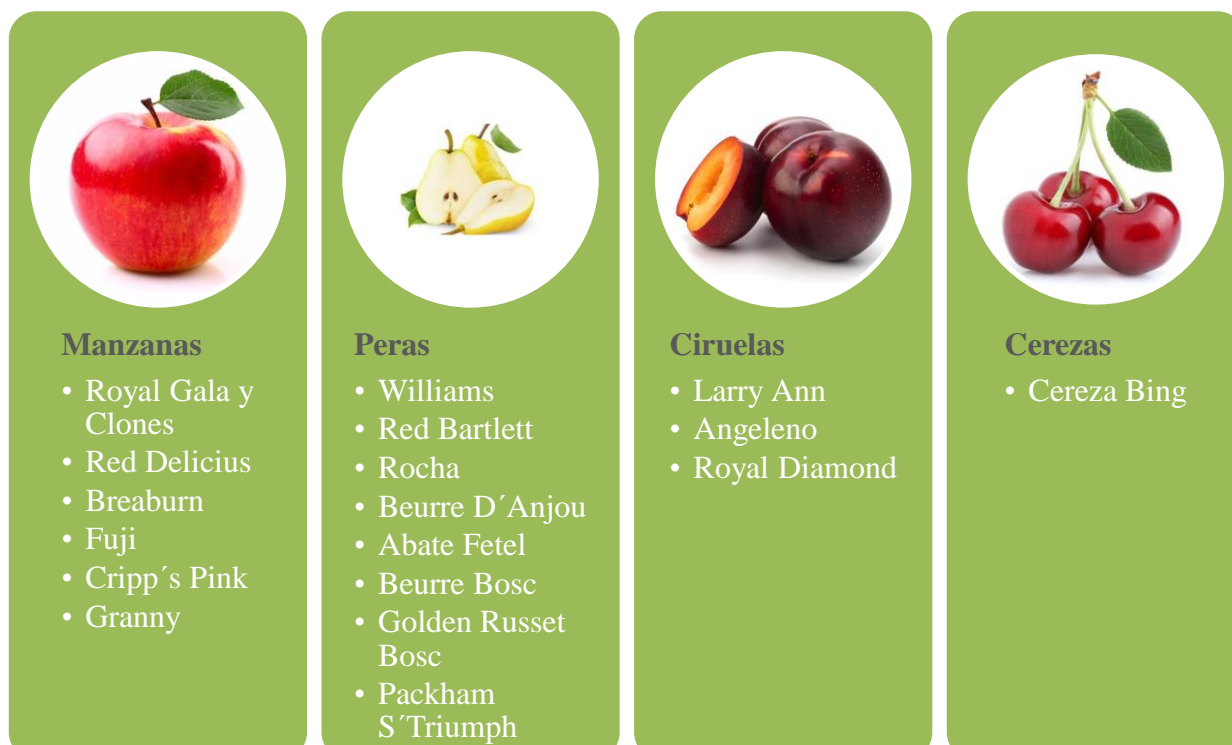 Manzanas
• Royal Gala y
Clones
• Red Delicius
• Breaburn
• Fuji
• Cripp´s Pink
• Granny
Peras
• Williams
• Red Bartlett
• Rocha
• Beurre D´Anjou
• Abate Fetel
• Beurre Bosc
• Golden Russet
Bosc
• Packham
S´Triumph
Ciruelas
• Larry Ann
• Angeleno
• Royal Diamond
Cerezas
• Cereza Bing